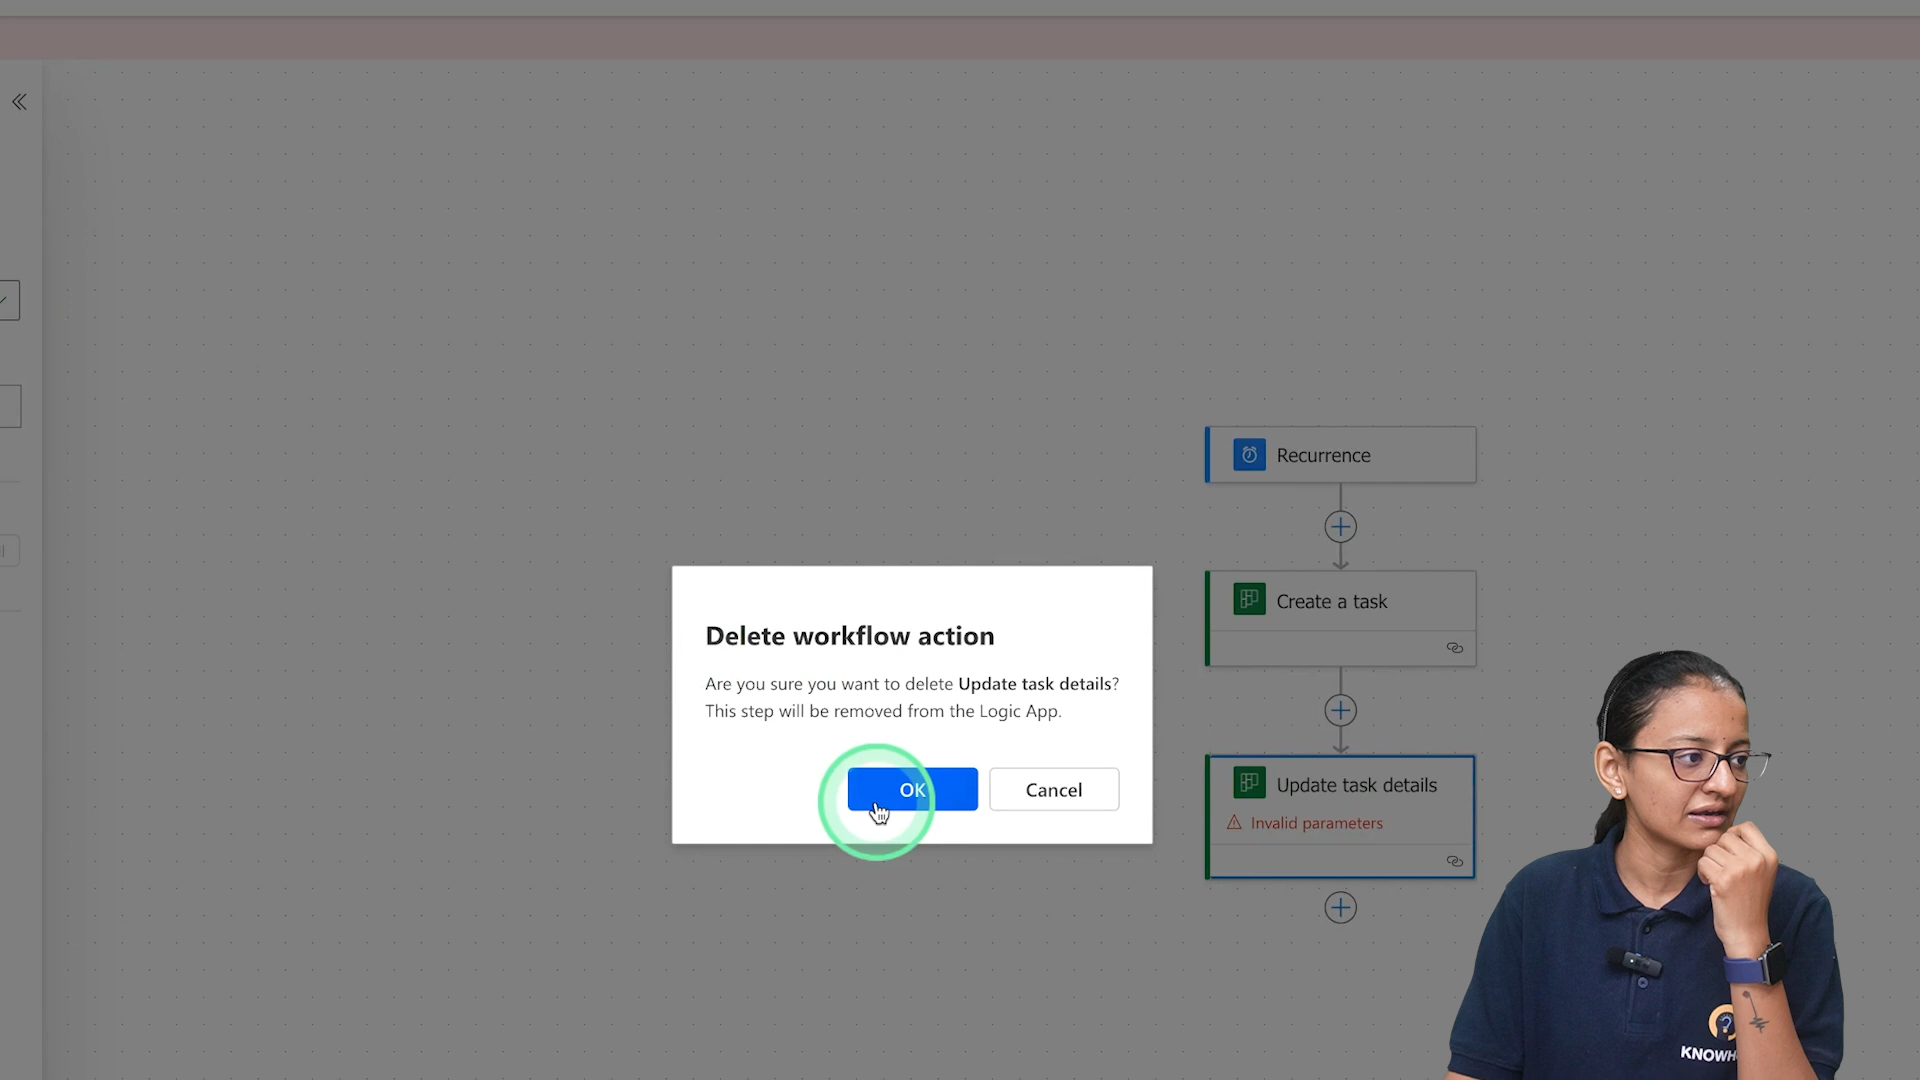 Recurrence
Create a task
Delete workflow action
Are you sure you want to delete Update task details?
This step will be removed from the Logic App.
OK
Cancel
Update task details
Invalid parameters